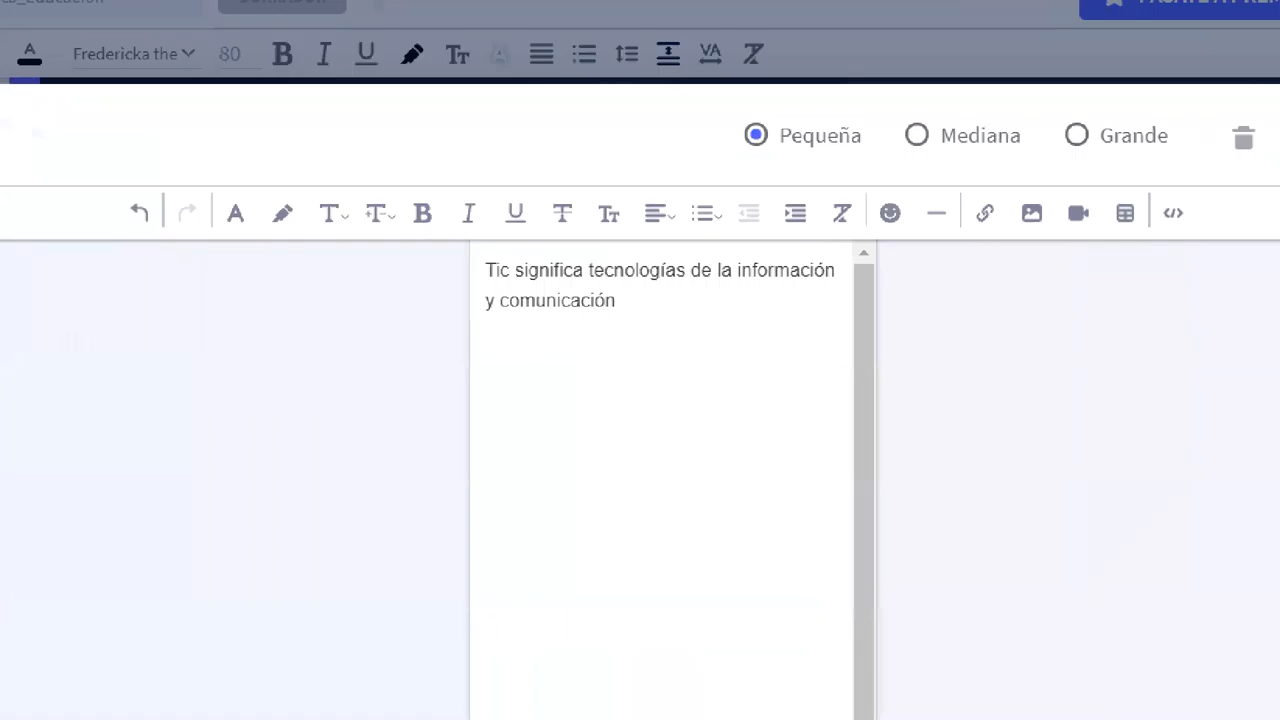 Fredericka the
80
Pequeña
Mediana
Grande
Tic significa tecnologías de la información
y comunicación